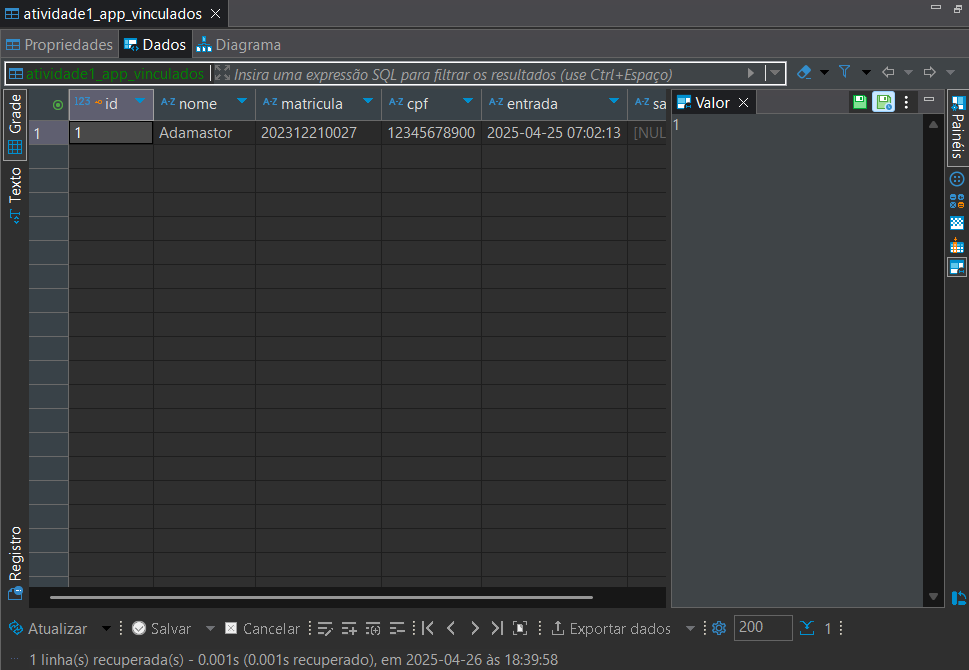 atividade1_app_vinculados
Propriedades Dados Diagrama
atividade1_app_vinculados Insira uma expressão SQL para filtrar os resultados (use Ctrl+Espaço)
Grade
Texto
Registro
123 id A-Z nome A-Z matricula A-Z cpf A-Z entrada A-Z sa
1 1 Adamastor 202312210027 12345678900 2025-04-25 07:02:13 [NUL
Valor
1
Painéis
Atualizar Salvar Cancelar Exportar dados 200 1
1 linha(s) recuperada(s) - 0.001s (0.001s recuperado), em 2025-04-26 às 18:39:58